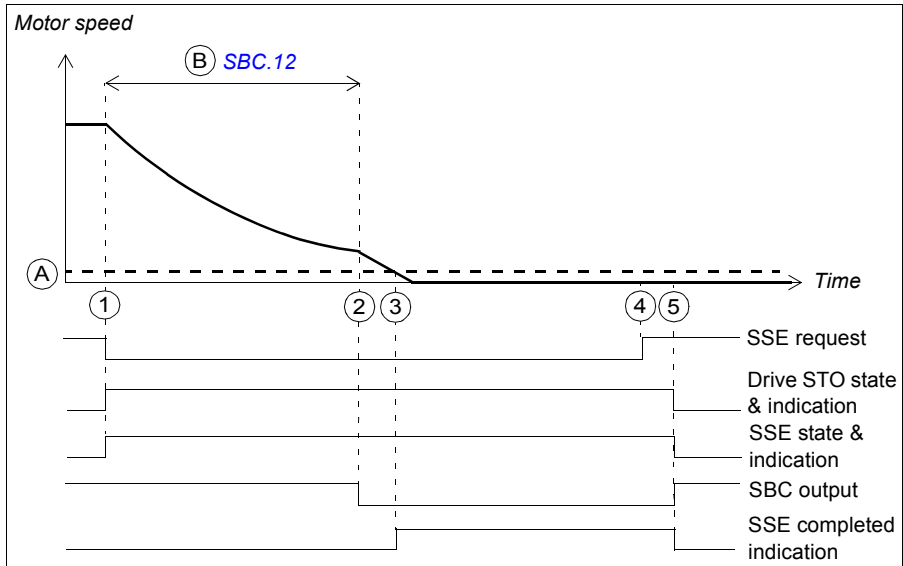 Motor speed
B SBC.12
A
Time
1 2 3 4 5
SSE request
Drive STO state
& indication
SSE state &
indication
SBC output
SSE completed
indication